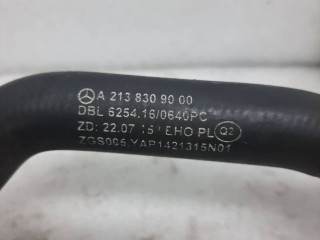 A 213 830 90 00
DBL 6254.16/0640PC
ZD: 22.07.15 EHO PL Q2
ZGS005,YAP1421315N01